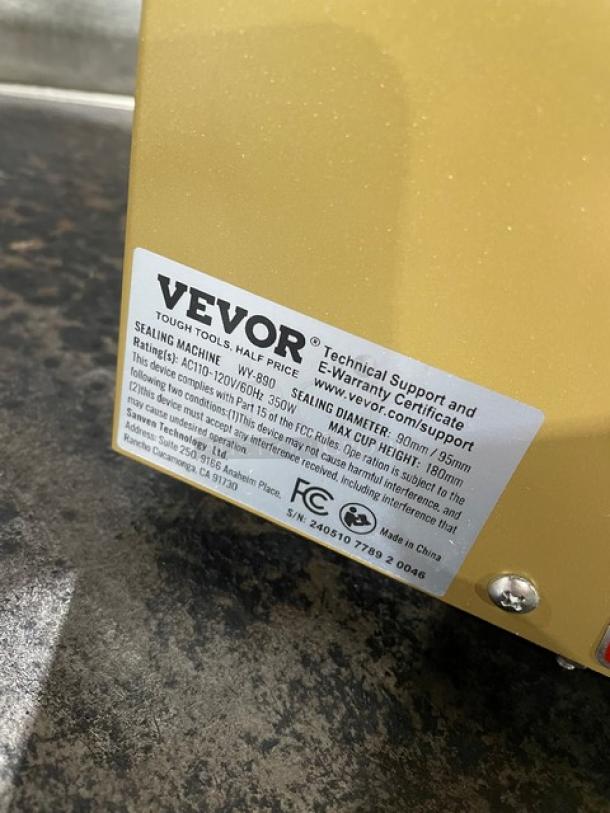 VEVOR®
TOUGH TOOLS, HALF PRICE
Technical Support and
E-Warranty Certificate
www.vevor.com/support
SEALING MACHINE WY-890
SEALING DIAMETER: 90mm / 95mm
Rating(s): AC110-120V/60Hz 350W
MAX CUP HEIGHT: 180mm
This device complies with Part 15 of the FCC Rules. Operation is subject to the
following two conditions:(1)This device may not cause harmful interference, and
(2)this device must accept any interference received, including interference that
may cause undesired operation.
Sanven Technology Ltd.
Address: Suite 250, 9166 Anaheim Place,
Rancho Cucamonga, CA 91730
FC
Made in China
S/N: 240510 7789 2 0046